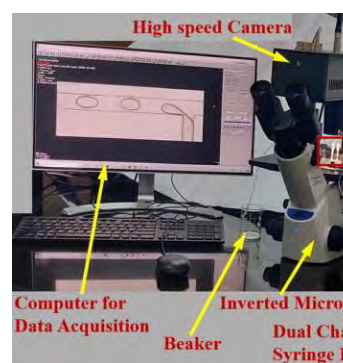 High speed Camera
Computer for
Data Acquisition
Beaker
Inverted Micro
Dual Cha
Syringe